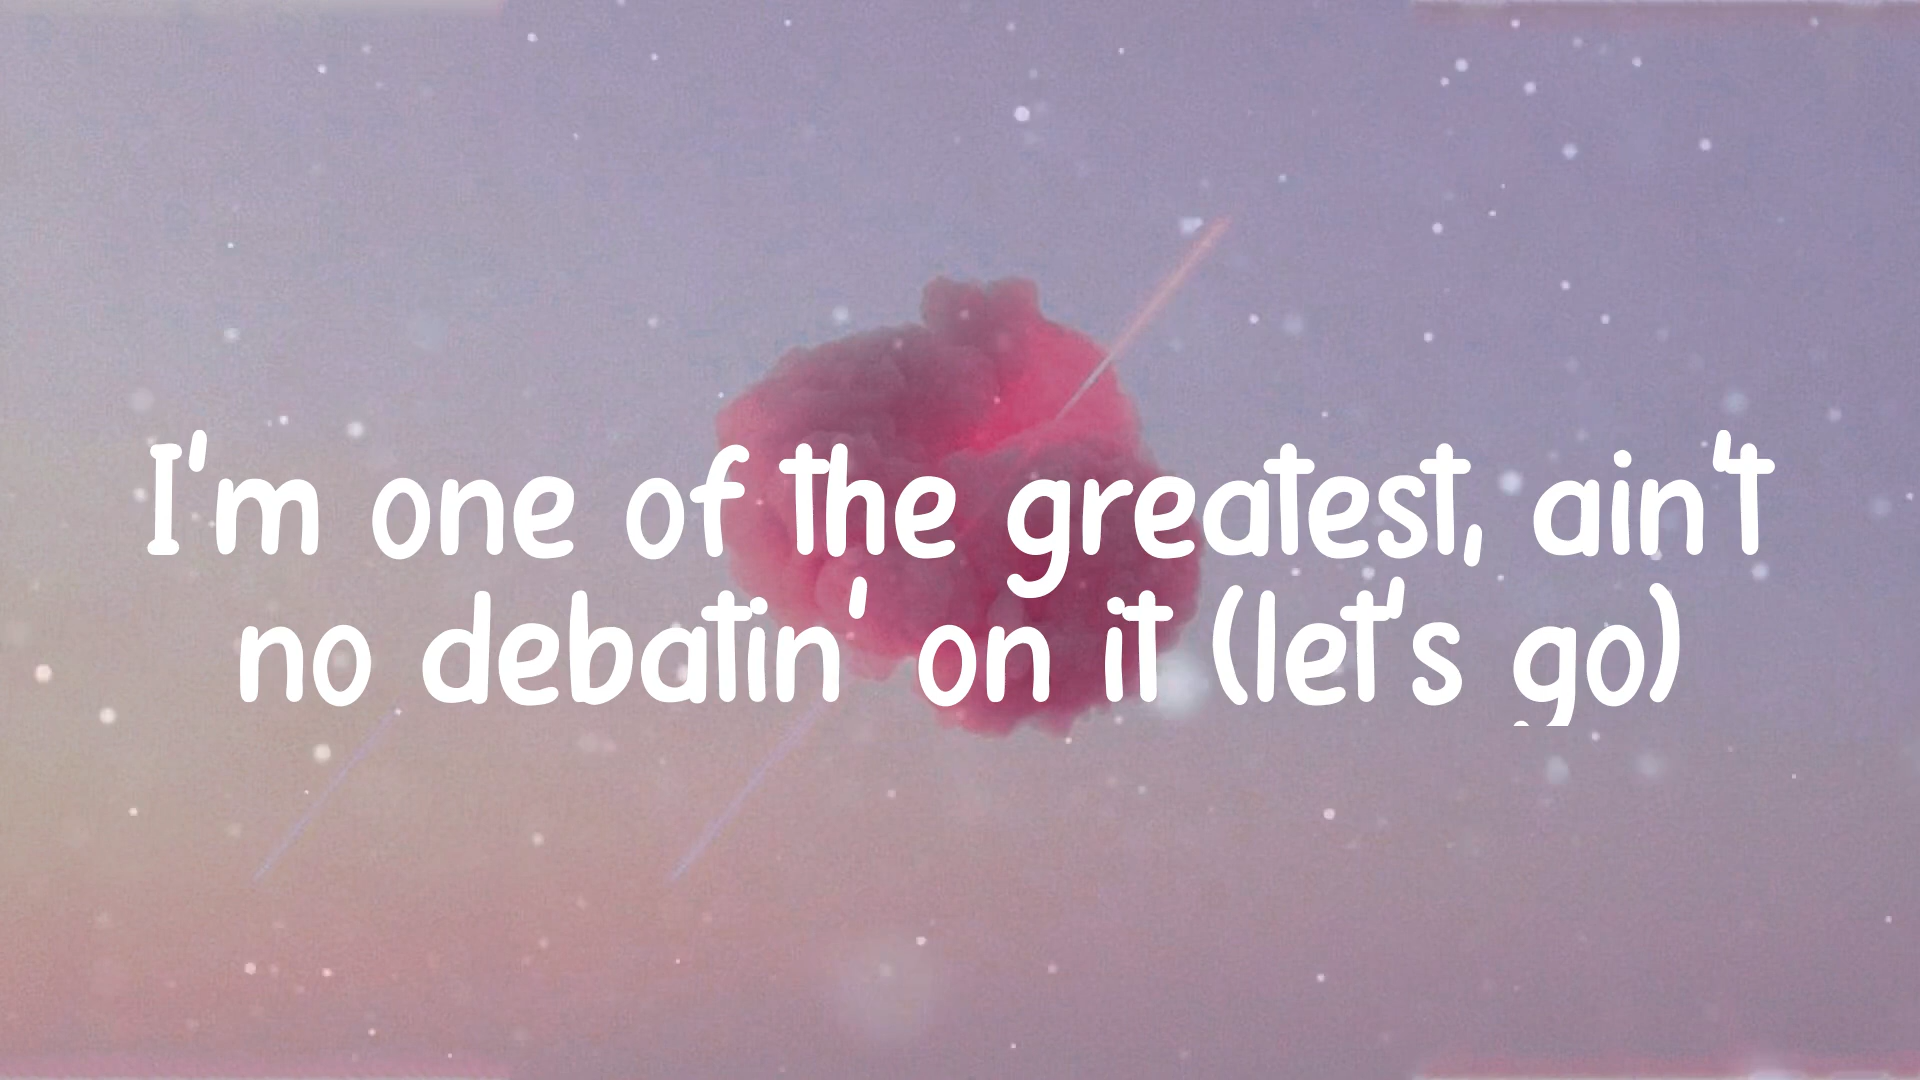 I'm one of the greatest, ain't
no debatin' on it (let's go)